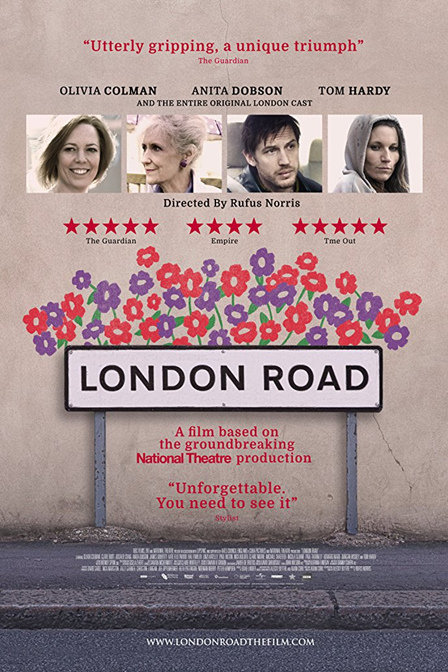 “Utterly gripping, a unique triumph”
The Guardian
OLIVIA COLMAN ANITA DOBSON TOM HARDY
AND THE ENTIRE ORIGINAL LONDON CAST
Directed By Rufus Norris
The Guardian Empire Tme Out
LONDON ROAD
A film based on
the groundbreaking
National Theatre production
“Unforgettable.
You need to see it”
Stylist
WWW.LONDONROADTHEFILM.COM